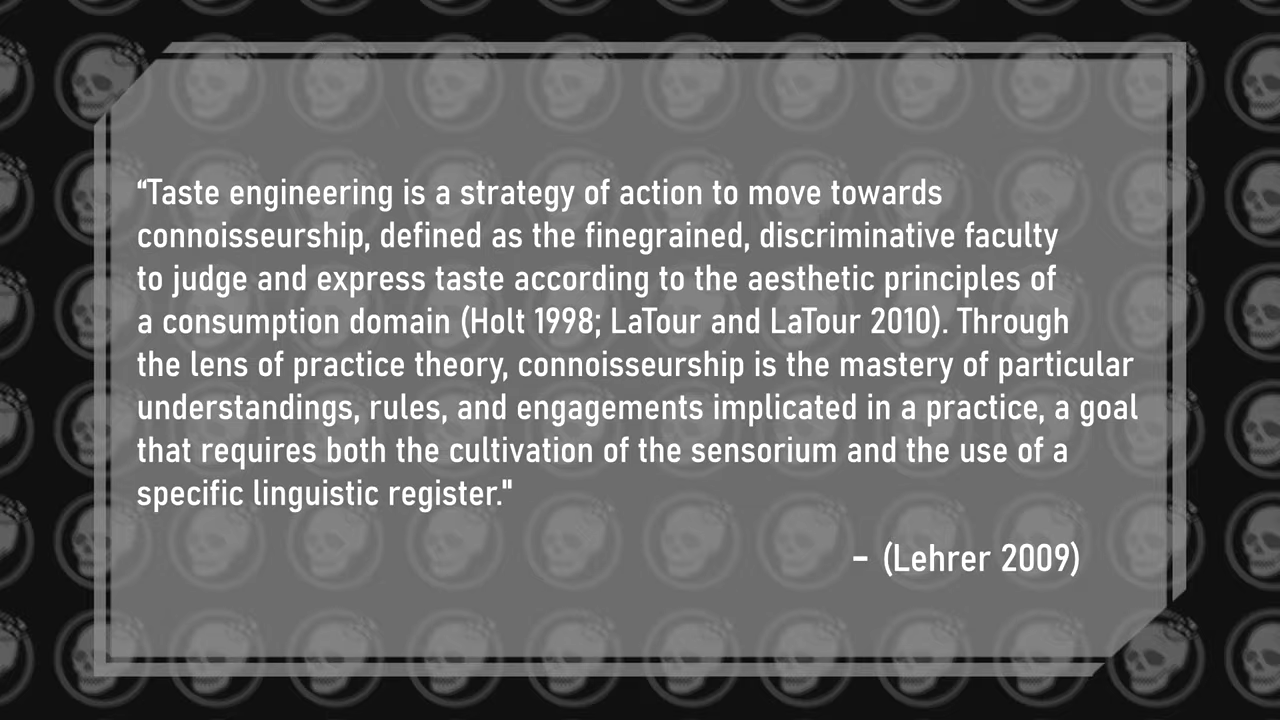 “Taste engineering is a strategy of action to move towards
connoisseurship, defined as the finegrained, discriminative faculty
to judge and express taste according to the aesthetic principles of
a consumption domain (Holt 1998; LaTour and LaTour 2010). Through
the lens of practice theory, connoisseurship is the mastery of particular
understandings, rules, and engagements implicated in a practice, a goal
that requires both the cultivation of the sensorium and the use of a
specific linguistic register."
- (Lehrer 2009)